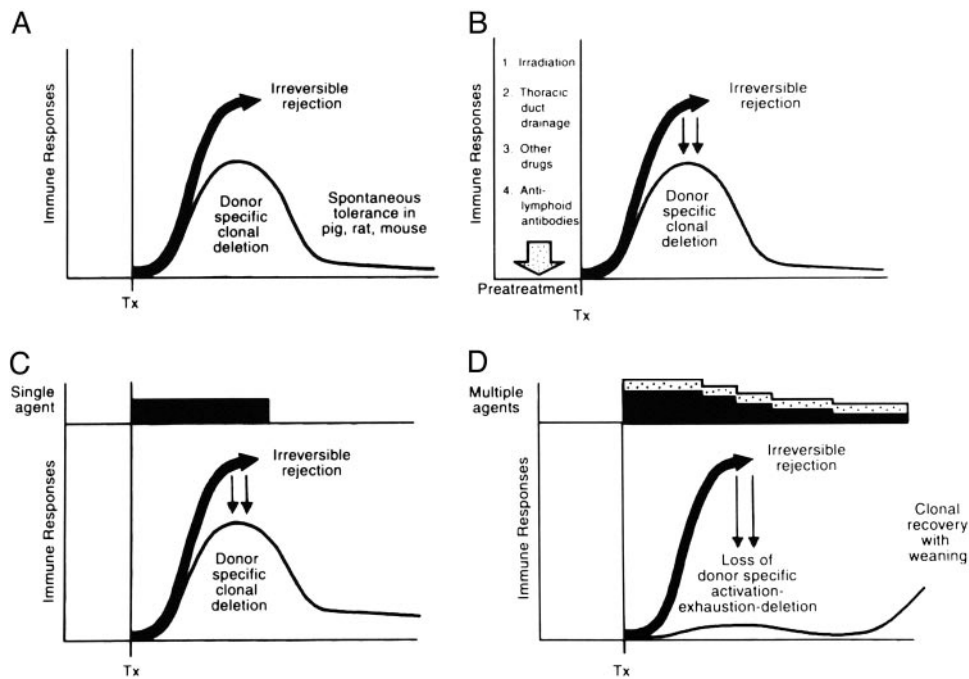 A
Immune Responses
Irreversible
rejection
Donor
specific
clonal
deletion
Spontaneous
tolerance in
pig, rat, mouse
Tx
B
Immune Responses
1 Irradiation
2 Thoracic
duct
drainage
3. Other
drugs
4. Anti-
lymphoid
antibodies
Pretreatment
Irreversible
rejection
Donor
specific
clonal
deletion
Tx
C
Single
agent
Immune Responses
Irreversible
rejection
Donor
specific
clonal
deletion
Tx
D
Multiple
agents
Immune Responses
Irreversible
rejection
Loss of
donor specific
activation-
exhaustion-deletion
Clonal
recovery
with
weaning
Tx